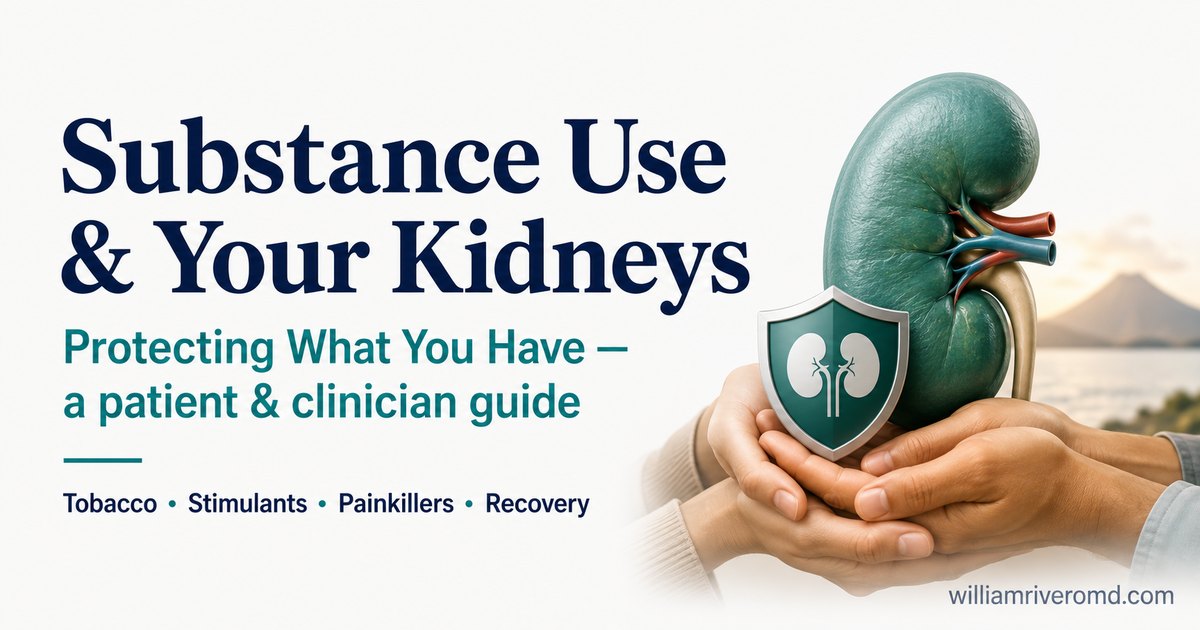 Substance Use
& Your Kidneys
Protecting What You Have —
a patient & clinician guide
Tobacco • Stimulants • Painkillers • Recovery
williamriveromd.com